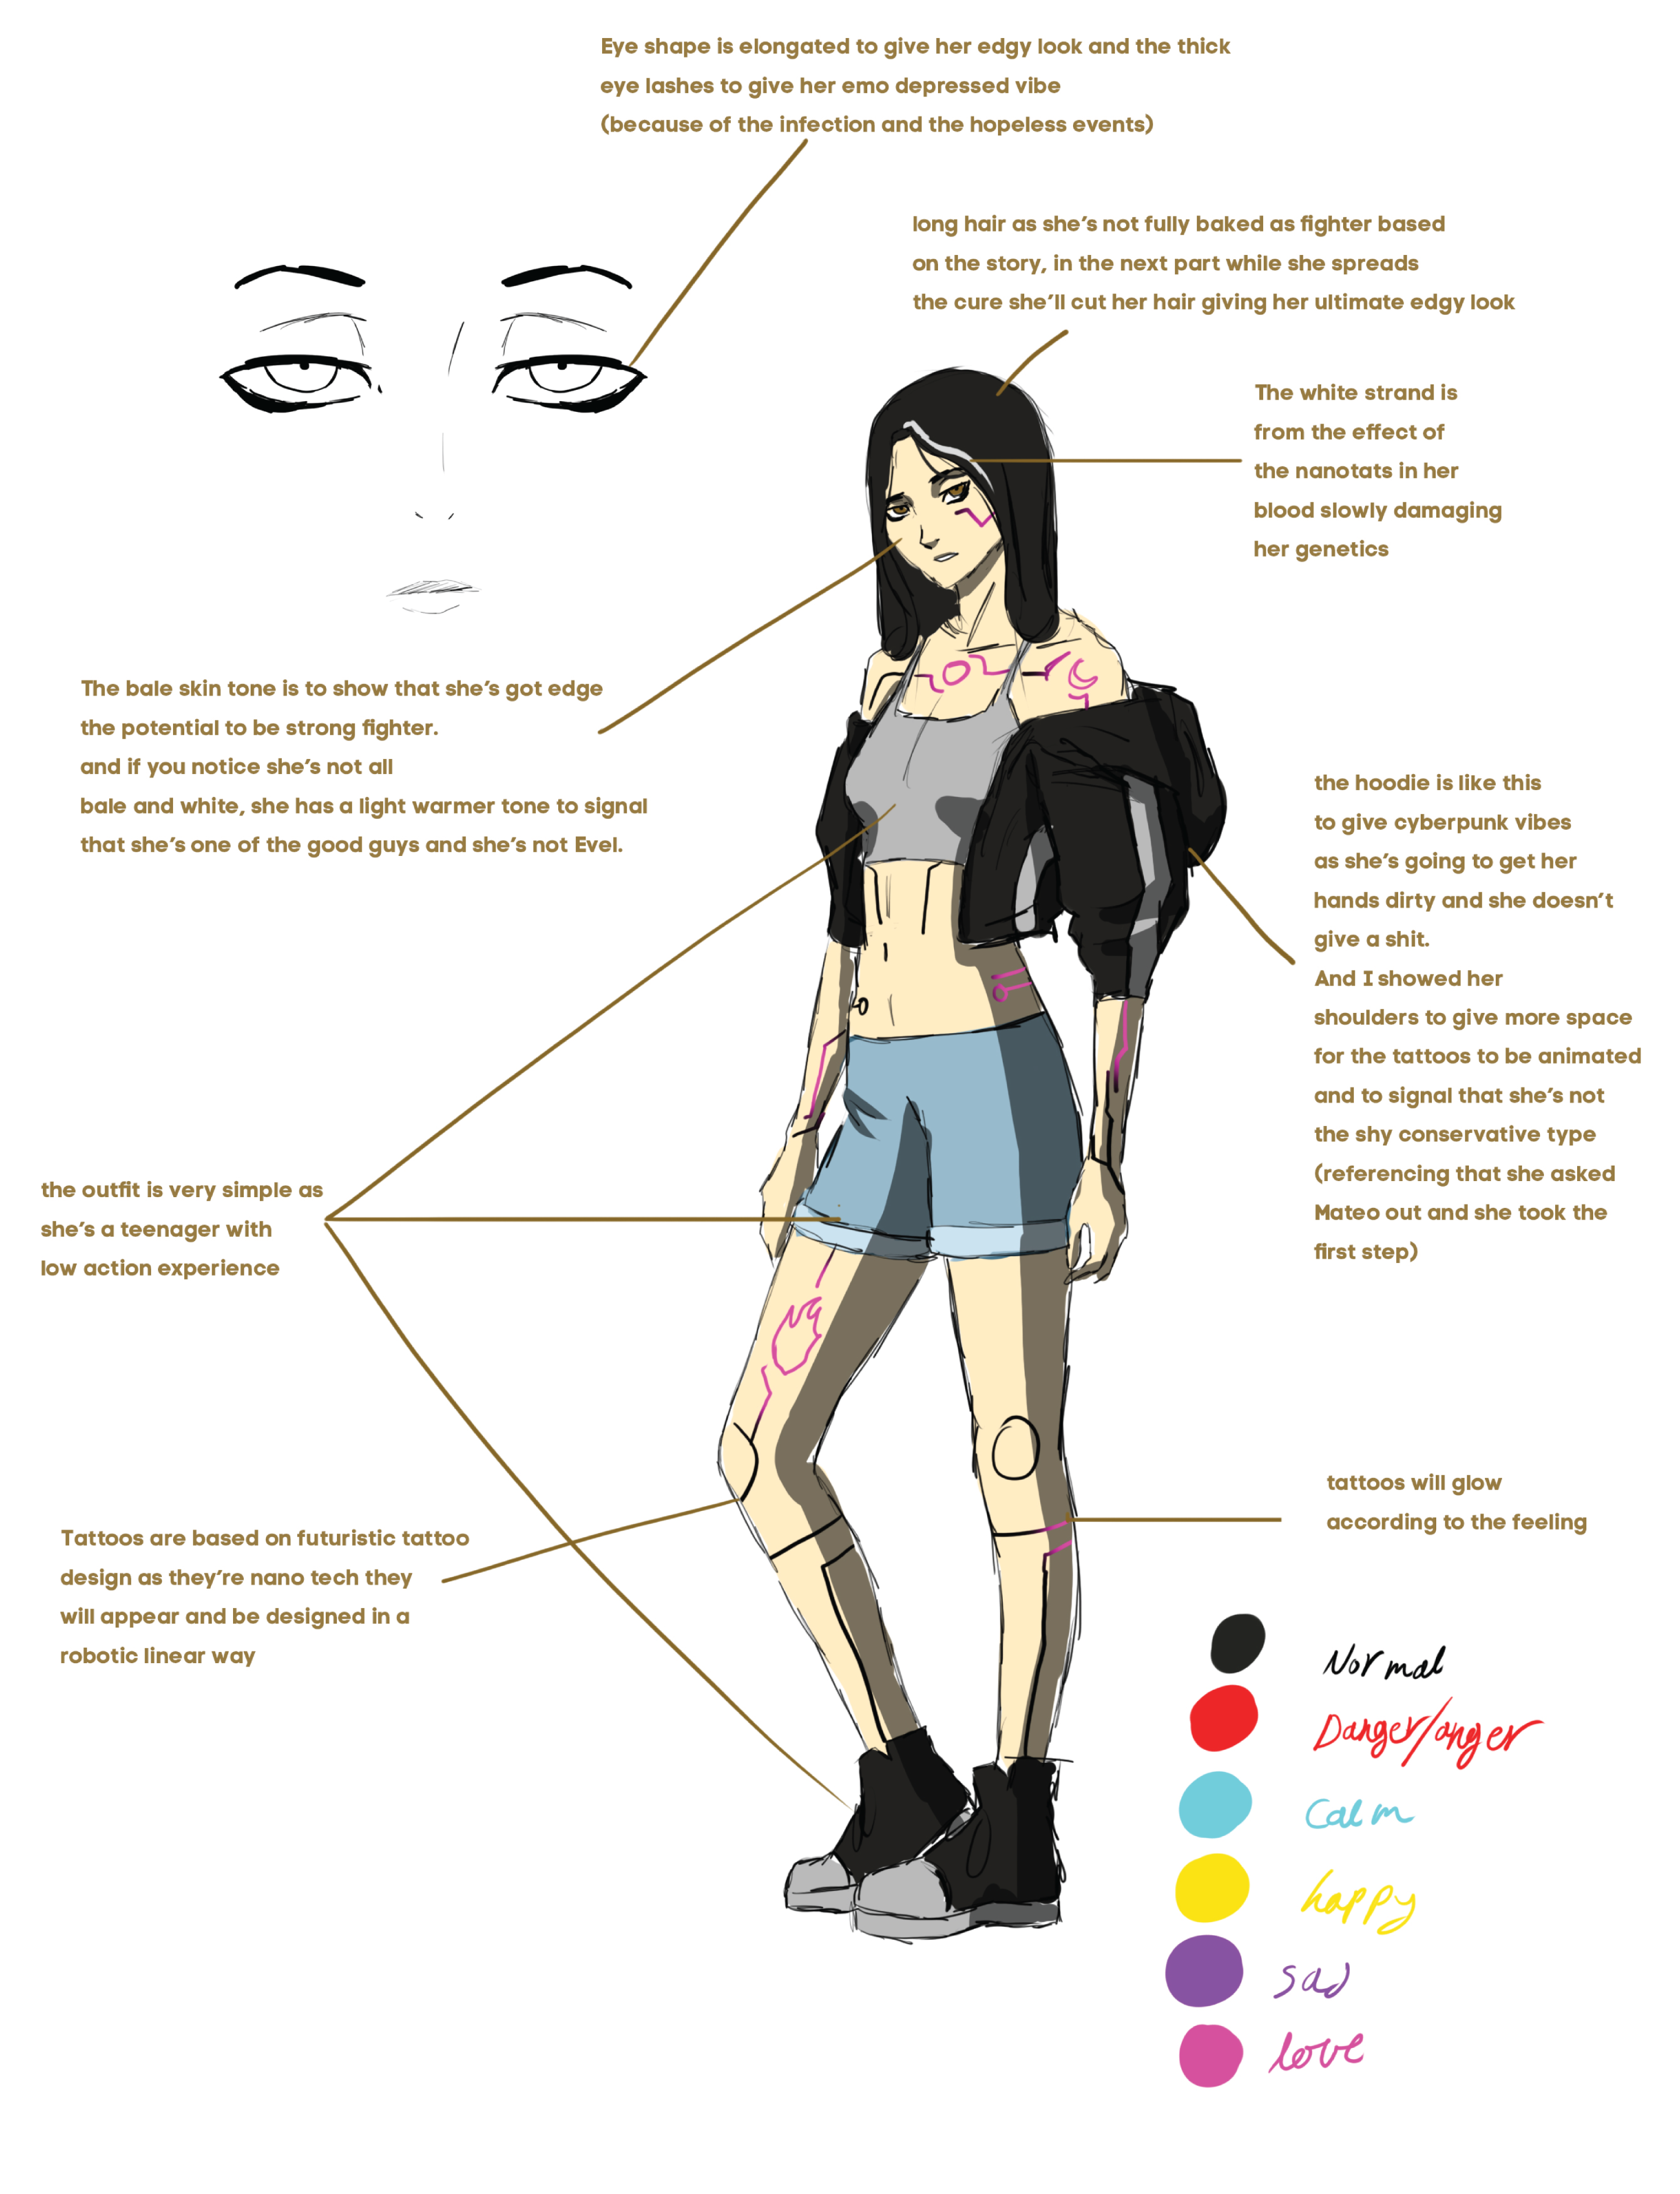 Eye shape is elongated to give her edgy look and the thick
eye lashes to give her emo depressed vibe
(because of the infection and the hopeless events)
long hair as she's not fully baked as fighter based
on the story, in the next part while she spreads
the cure she'll cut her hair giving her ultimate edgy look
The white strand is
from the effect of
the nanotats in her
blood slowly damaging
her genetics
The bale skin tone is to show that she's got edge
the potential to be strong fighter.
and if you notice she's not all
bale and white, she has a light warmer tone to signal
that she's one of the good guys and she's not Evel.
the hoodie is like this
to give cyberpunk vibes
as she's going to get her
hands dirty and she doesn't
give a shit.
And I showed her
shoulders to give more space
for the tattoos to be animated
and to signal that she's not
the shy conservative type
(referencing that she asked
Mateo out and she took the
first step)
the outfit is very simple as
she's a teenager with
low action experience
Tattoos are based on futuristic tattoo
design as they're nano tech they
will appear and be designed in a
robotic linear way
tattoos will glow
according to the feeling
Normal
Danger/anger
Calm
happy
sad
love